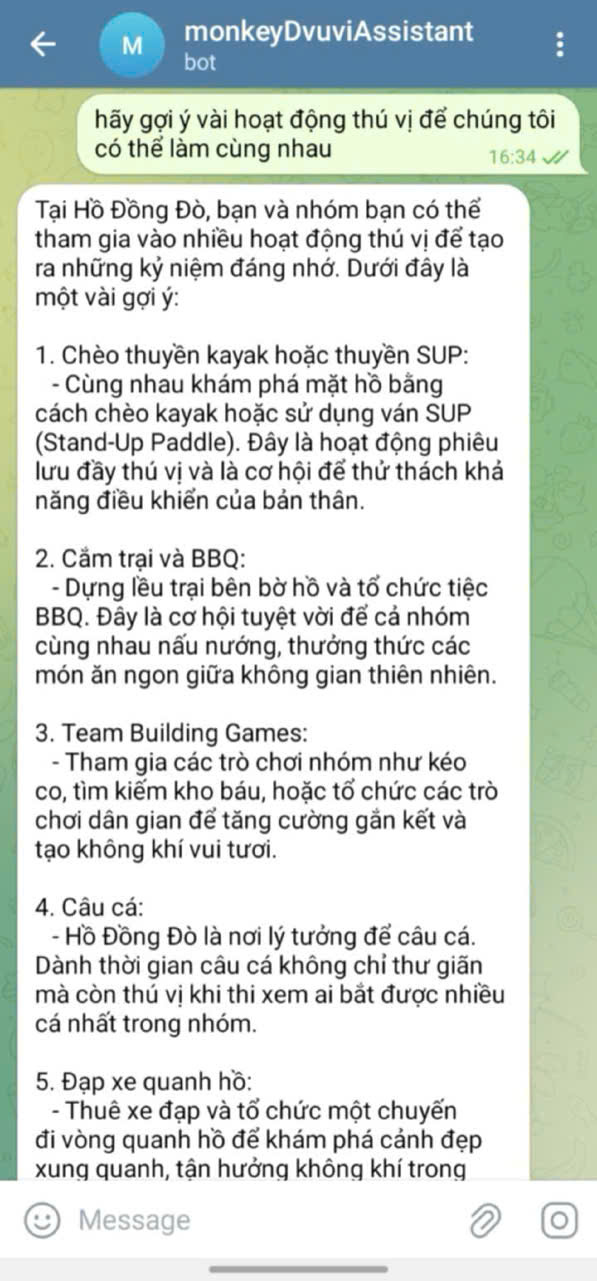 M
monkeyDvuviAssistant
bot
hãy gợi ý vài hoạt động thú vị để chúng tôi
có thể làm cùng nhau
16:34
Tại Hồ Đồng Đò, bạn và nhóm bạn có thể
tham gia vào nhiều hoạt động thú vị để tạo
ra những kỷ niệm đáng nhớ. Dưới đây là
một vài gợi ý:
1. Chèo thuyền kayak hoặc thuyền SUP:
- Cùng nhau khám phá mặt hồ bằng
cách chèo kayak hoặc sử dụng ván SUP
(Stand-Up Paddle). Đây là hoạt động phiêu
lưu đầy thú vị và là cơ hội để thử thách khả
năng điều khiển của bản thân.
2. Cắm trại và BBQ:
- Dựng lều trại bên bờ hồ và tổ chức tiệc
BBQ. Đây là cơ hội tuyệt vời để cả nhóm
cùng nhau nấu nướng, thưởng thức các
món ăn ngon giữa không gian thiên nhiên.
3. Team Building Games:
- Tham gia các trò chơi nhóm như kéo
co, tìm kiếm kho báu, hoặc tổ chức các trò
chơi dân gian để tăng cường gắn kết và
tạo không khí vui tươi.
4. Câu cá:
- Hồ Đồng Đò là nơi lý tưởng để câu cá.
Dành thời gian câu cá không chỉ thư giãn
mà còn thú vị khi thi xem ai bắt được nhiều
cá nhất trong nhóm.
5. Đạp xe quanh hồ:
- Thuê xe đạp và tổ chức một chuyến
đi vòng quanh hồ để khám phá cảnh đẹp
xung quanh, tận hưởng không khí trong
Message